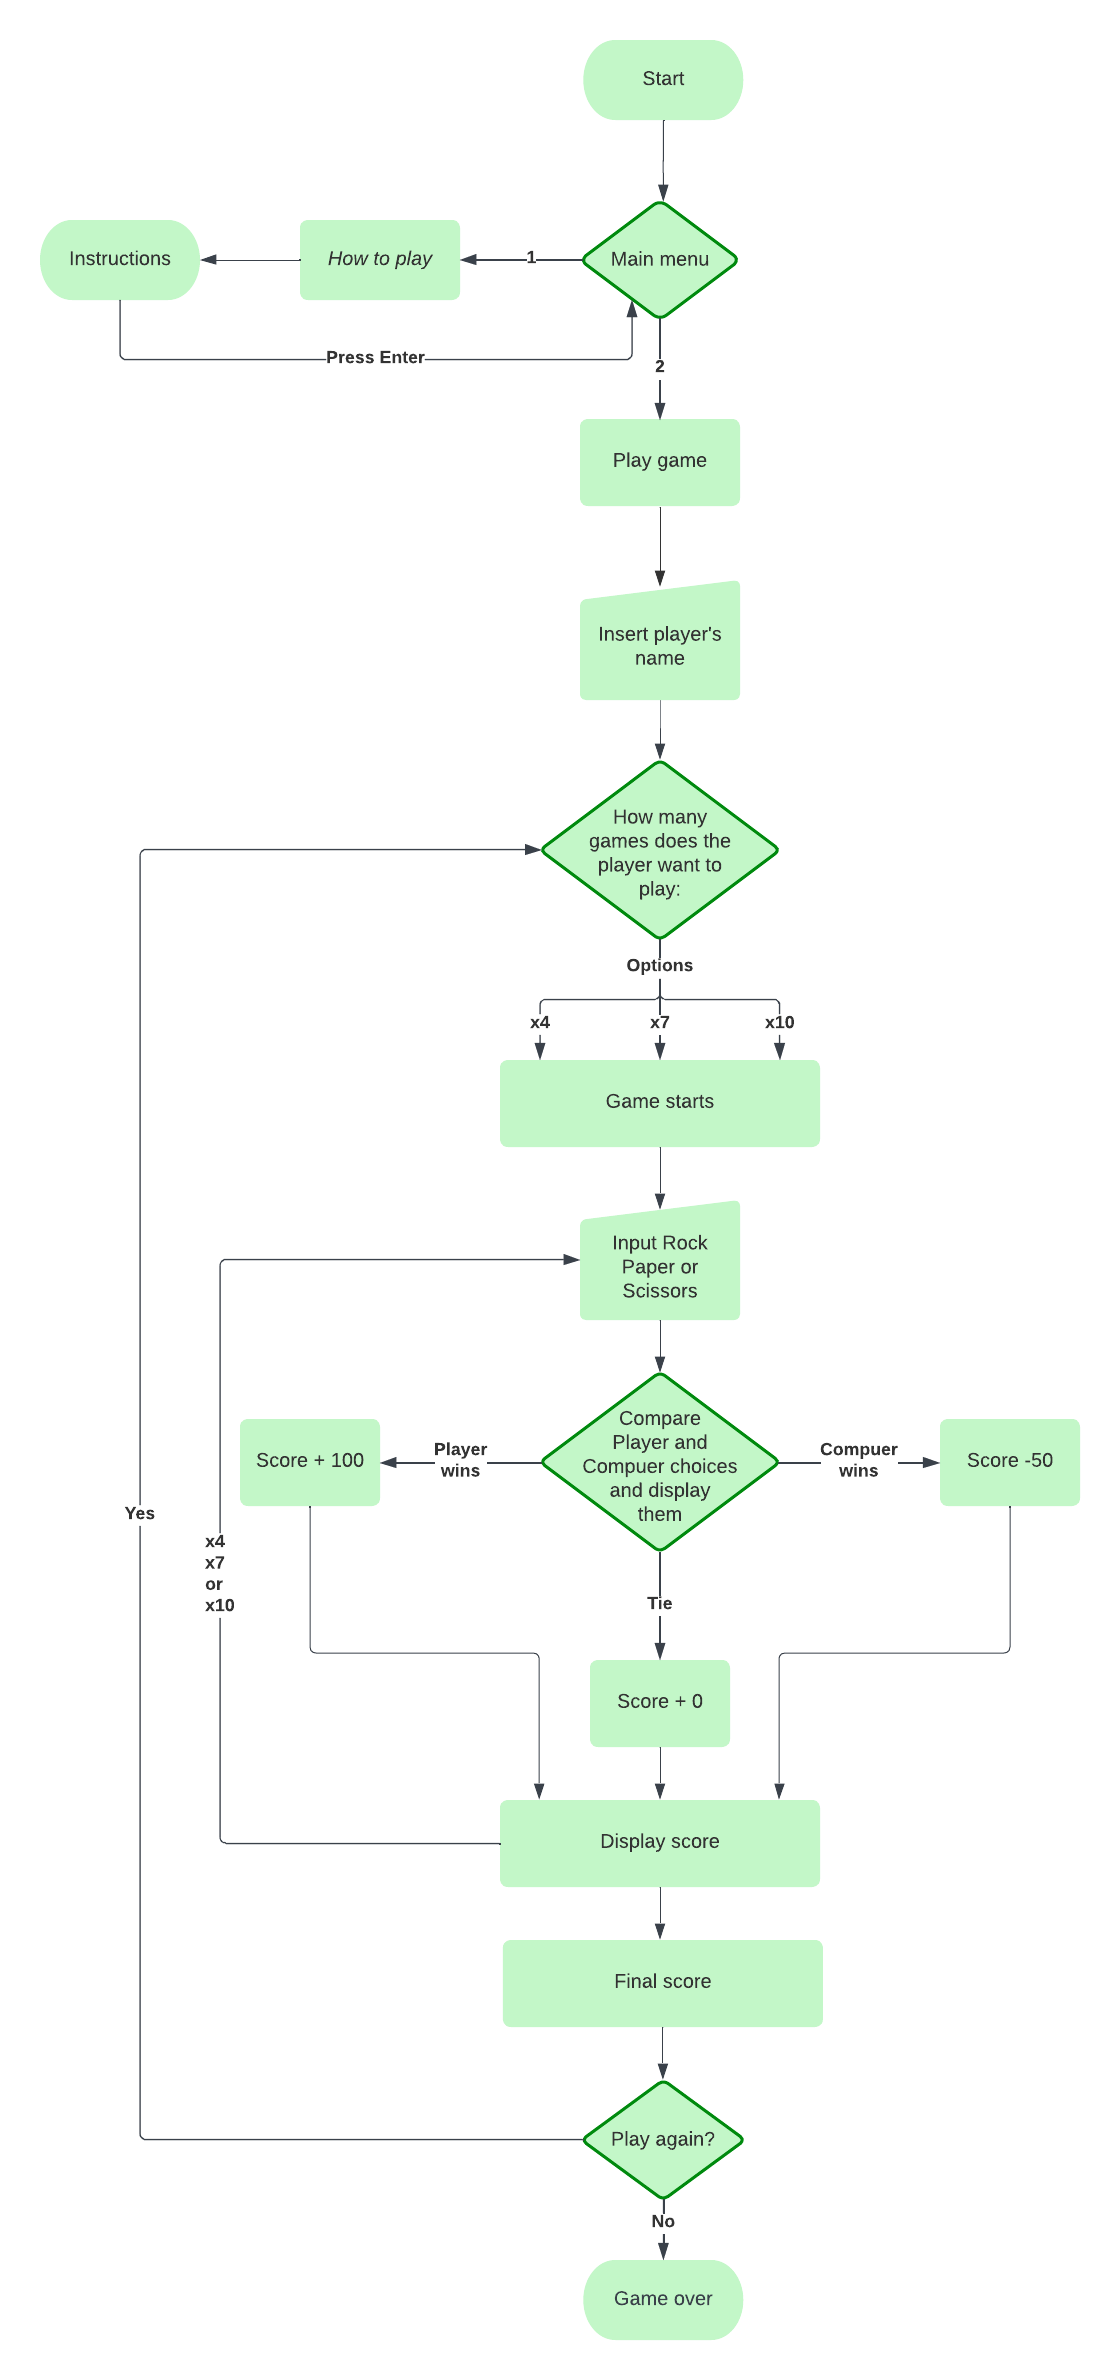 Start
Main menu
1
How to play
Instructions
Press Enter
2
Play game
Insert player's
name
How many
games does the
player want to
play:
Options
x4
x7
x10
Game starts
Input Rock
Paper or
Scissors
Compare
Player and
Compuer choices
and display
them
Player
wins
Score + 100
Compuer
wins
Score -50
Tie
Score + 0
Yes
x4
x7
or
x10
Display score
Final score
Play again?
No
Game over